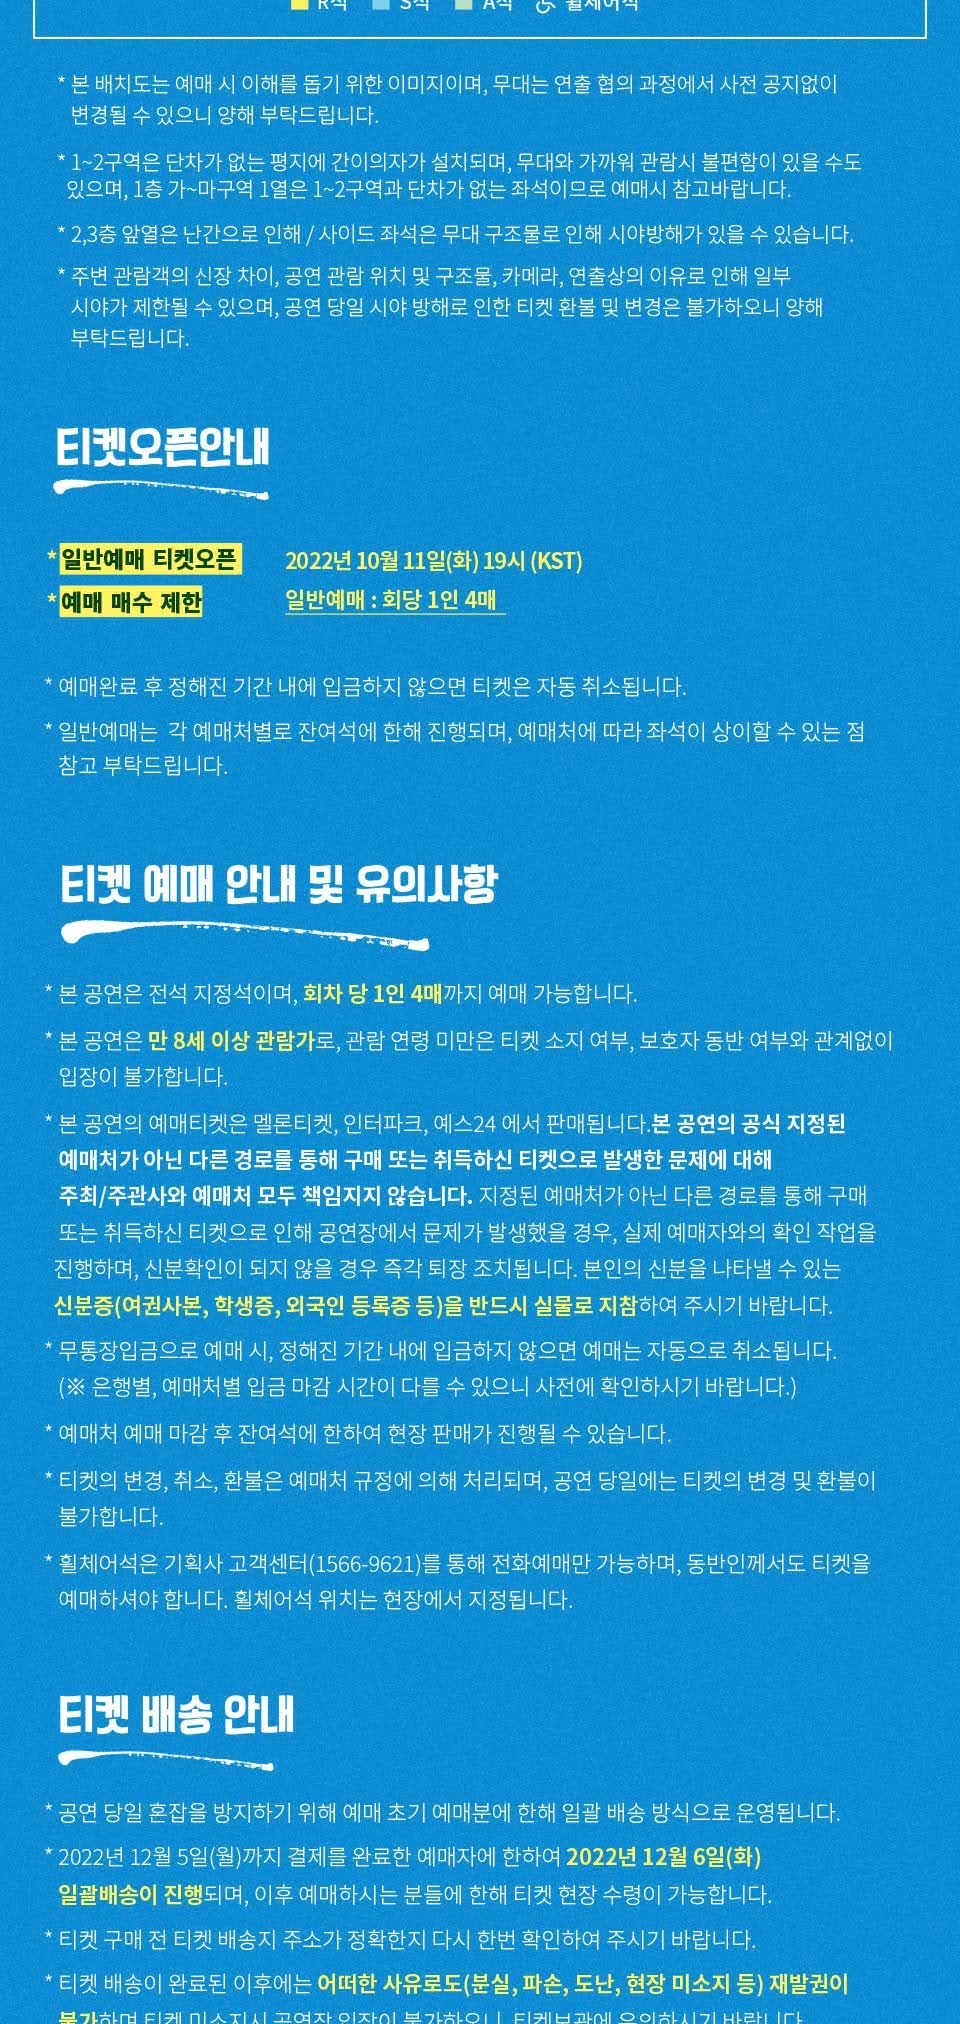 R석 S석 A석 휠체어석
* 본 배치도는 예매 시 이해를 돕기 위한 이미지이며, 무대는 연출 협의 과정에서 사전 공지없이
변경될 수 있으니 양해 부탁드립니다.
* 1~2구역은 단차가 없는 평지에 간이의자가 설치되며, 무대와 가까워 관람시 불편함이 있을 수도
있으며, 1층 가~마구역 1열은 1~2구역과 단차가 없는 좌석이므로 예매시 참고바랍니다.
* 2,3층 앞열은 난간으로 인해 / 사이드 좌석은 무대 구조물로 인해 시야방해가 있을 수 있습니다.
* 주변 관람객의 신장 차이, 공연 관람 위치 및 구조물, 카메라, 연출상의 이유로 인해 일부
시야가 제한될 수 있으며, 공연 당일 시야 방해로 인한 티켓 환불 및 변경은 불가하오니 양해
부탁드립니다.
티켓오픈안내
* 일반예매 티켓오픈 2022년 10월 11일(화) 19시 (KST)
* 예매 매수 제한 일반예매 : 회당 1인 4매
* 예매완료 후 정해진 기간 내에 입금하지 않으면 티켓은 자동 취소됩니다.
* 일반예매는 각 예매처별로 잔여석에 한해 진행되며, 예매처에 따라 좌석이 상이할 수 있는 점
참고 부탁드립니다.
티켓 예매 안내 및 유의사항
* 본 공연은 전석 지정석이며, 회차 당 1인 4매까지 예매 가능합니다.
* 본 공연은 만 8세 이상 관람가로, 관람 연령 미만은 티켓 소지 여부, 보호자 동반 여부와 관계없이
입장이 불가합니다.
* 본 공연의 예매티켓은 멜론티켓, 인터파크, 예스24 에서 판매됩니다.본 공연의 공식 지정된
예매처가 아닌 다른 경로를 통해 구매 또는 취득하신 티켓으로 발생한 문제에 대해
주최/주관사와 예매처 모두 책임지지 않습니다. 지정된 예매처가 아닌 다른 경로를 통해 구매
또는 취득하신 티켓으로 인해 공연장에서 문제가 발생했을 경우, 실제 예매자와의 확인 작업을
진행하며, 신분확인이 되지 않을 경우 즉각 퇴장 조치됩니다. 본인의 신분을 나타낼 수 있는
신분증(여권사본, 학생증, 외국인 등록증 등)을 반드시 실물로 지참하여 주시기 바랍니다.
* 무통장입금으로 예매 시, 정해진 기간 내에 입금하지 않으면 예매는 자동으로 취소됩니다.
(※ 은행별, 예매처별 입금 마감 시간이 다를 수 있으니 사전에 확인하시기 바랍니다.)
* 예매처 예매 마감 후 잔여석에 한하여 현장 판매가 진행될 수 있습니다.
* 티켓의 변경, 취소, 환불은 예매처 규정에 의해 처리되며, 공연 당일에는 티켓의 변경 및 환불이
불가합니다.
* 휠체어석은 기획사 고객센터(1566-9621)를 통해 전화예매만 가능하며, 동반인께서도 티켓을
예매하셔야 합니다. 휠체어석 위치는 현장에서 지정됩니다.
티켓 배송 안내
* 공연 당일 혼잡을 방지하기 위해 예매 초기 예매분에 한해 일괄 배송 방식으로 운영됩니다.
* 2022년 12월 5일(월)까지 결제를 완료한 예매자에 한하여 2022년 12월 6일(화)
일괄배송이 진행되며, 이후 예매하시는 분들에 한해 티켓 현장 수령이 가능합니다.
* 티켓 구매 전 티켓 배송지 주소가 정확한지 다시 한번 확인하여 주시기 바랍니다.
* 티켓 배송이 완료된 이후에는 어떠한 사유로도(분실, 파손, 도난, 현장 미소지 등) 재발권이
불가하며 티켓 미소지시 공연장 입장이 불가하오니, 티켓보관에 유의하시기 바랍니다.